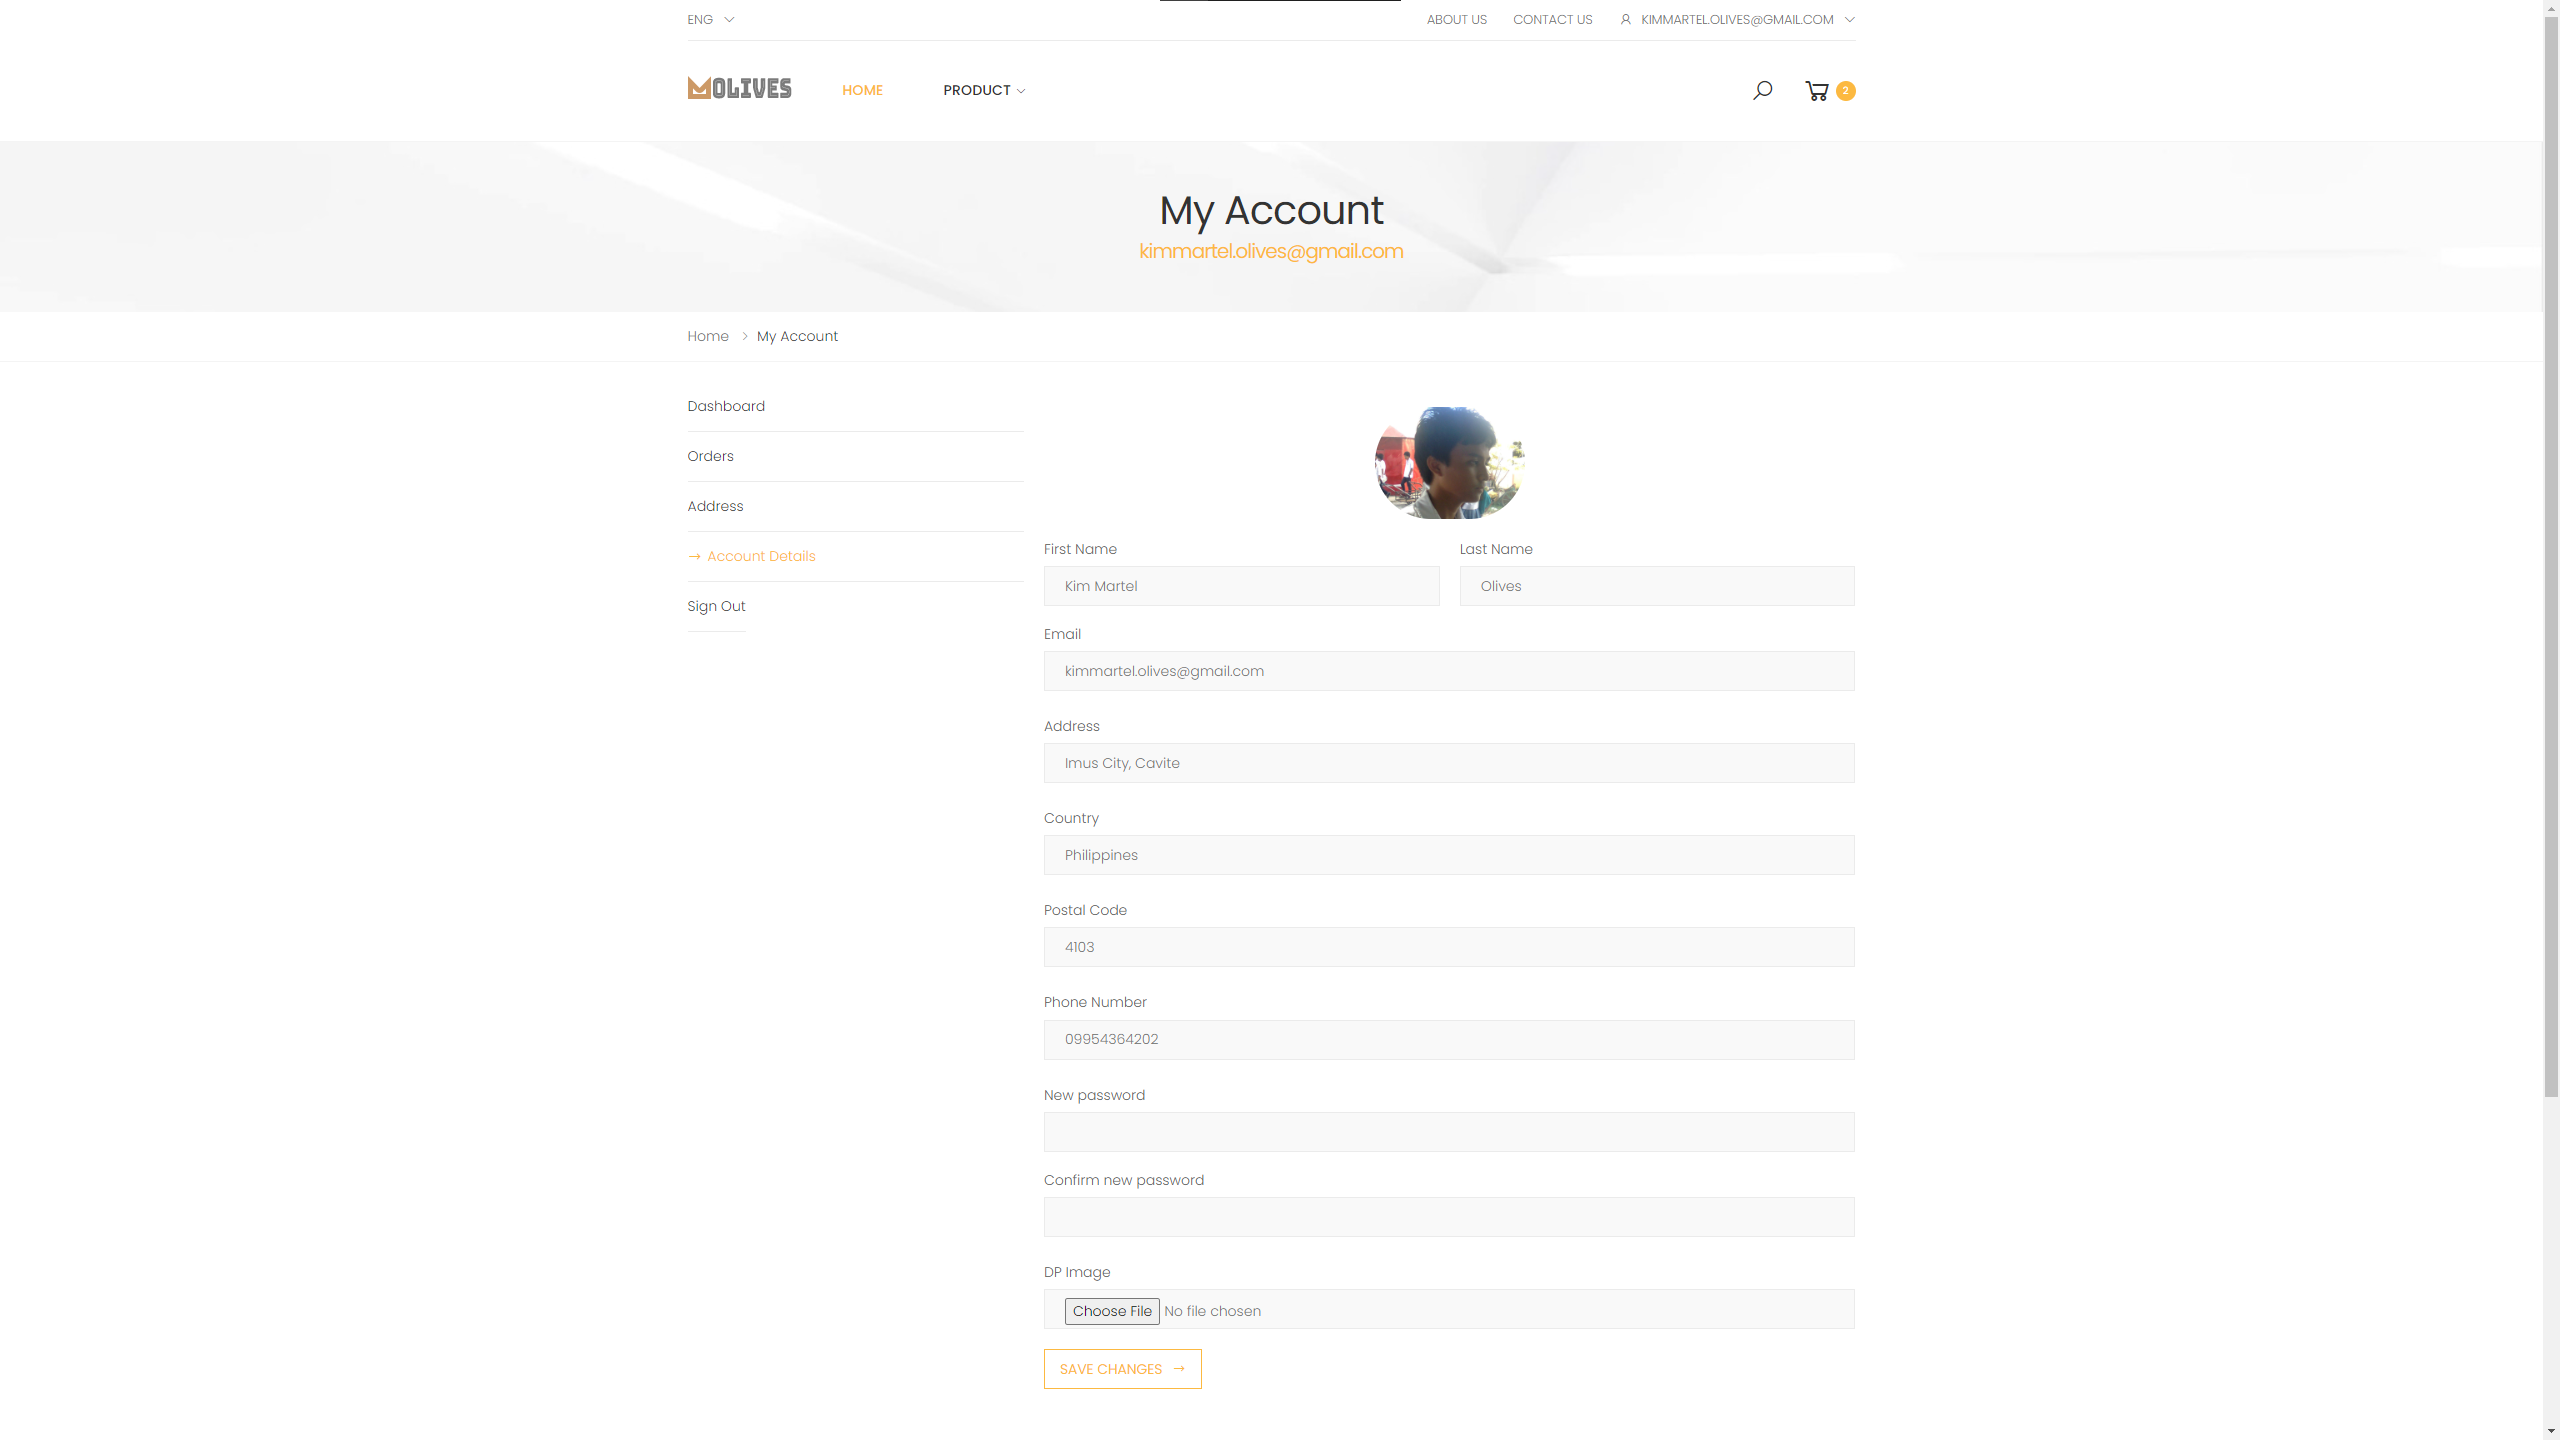 ENG
ABOUT US
CONTACT US
KIMMARTEL.OLIVES@GMAIL.COM
MOLIVES
HOME
PRODUCT
2
My Account
kimmartel.olives@gmail.com
Home
My Account
Dashboard
Orders
Address
→ Account Details
Sign Out
First Name
Last Name
Kim Martel
Olives
Email
kimmartel.olives@gmail.com
Address
Imus City, Cavite
Country
Philippines
Postal Code
4103
Phone Number
09954364202
New password
Confirm new password
DP Image
Choose File No file chosen
SAVE CHANGES →